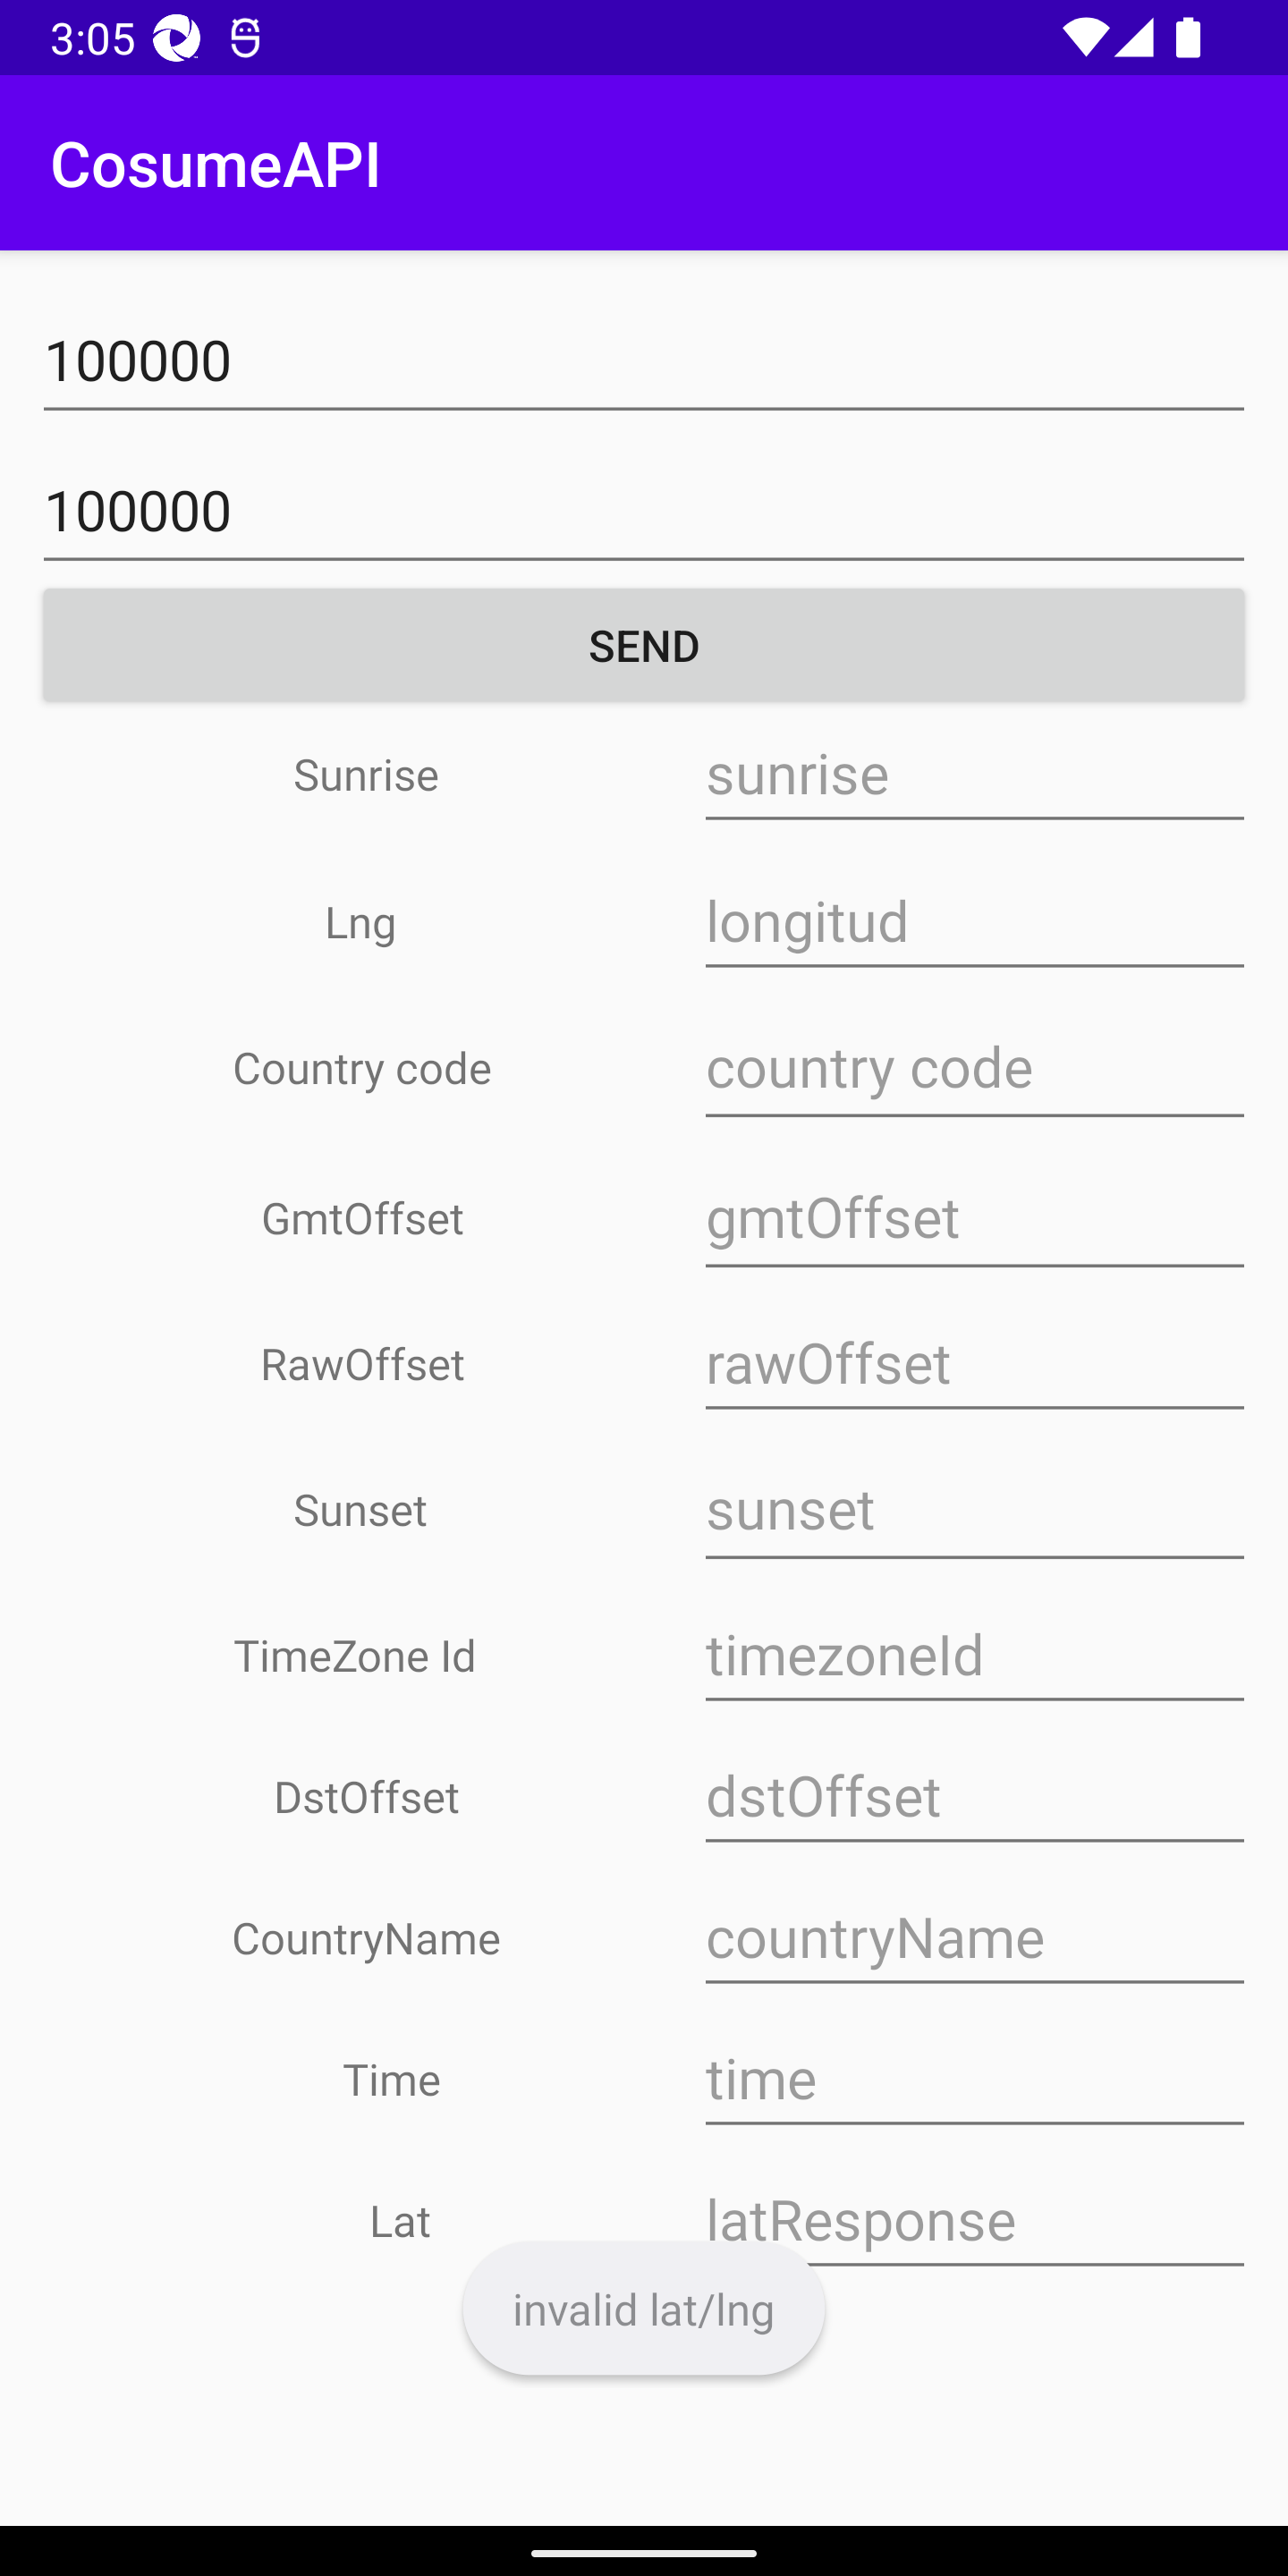 3:05
CosumeAPI
100000
100000
SEND
Sunrise sunrise
Lng longitud
Country code country code
GmtOffset gmtOffset
RawOffset rawOffset
Sunset sunset
TimeZone Id timezoneId
DstOffset dstOffset
CountryName countryName
Time time
Lat latResponse
invalid lat/lng